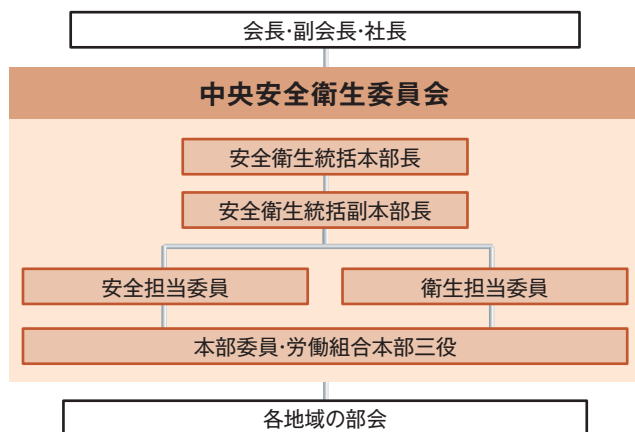 会長・副会長・社長
中央安全衛生委員会
安全衛生統括本部長
安全衛生統括副本部長
安全担当委員
衛生担当委員
本部委員・労働組合本部三役
各地域の部会